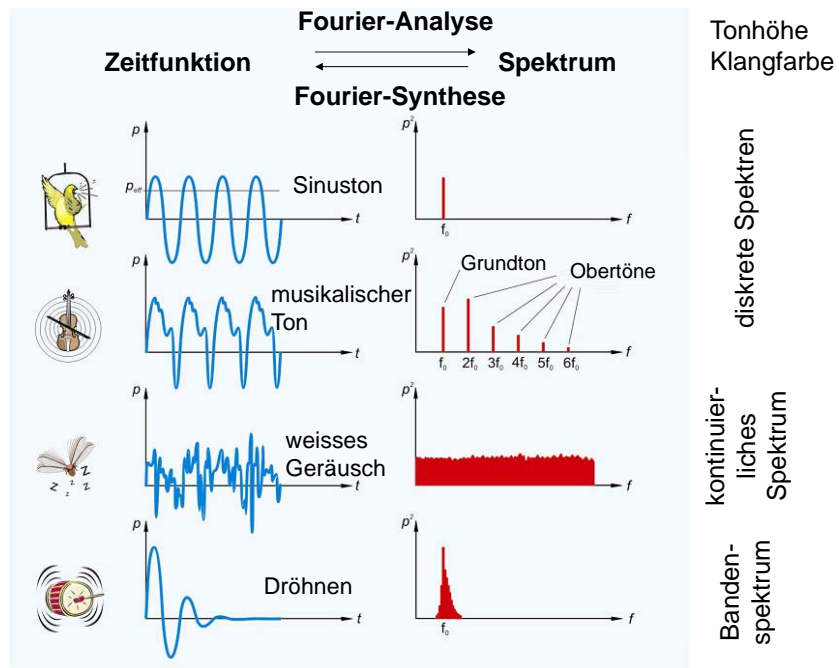 Fourier-Analyse
Zeitfunktion
Spektrum
Fourier-Synthese
Tonhöhe
Klangfarbe
p
p_eff
Sinuston
t
p²
f₀
f
diskrete Spektren
p
musikalischer
Ton
t
p²
Grundton
Obertöne
f₀ 2f₀ 3f₀ 4f₀ 5f₀ 6f₀
f
p
weisses
Geräusch
t
z z
z z z
p²
f
kontinuier-
liches
Spektrum
p
Dröhnen
t
p²
f₀
f
Banden-
spektrum